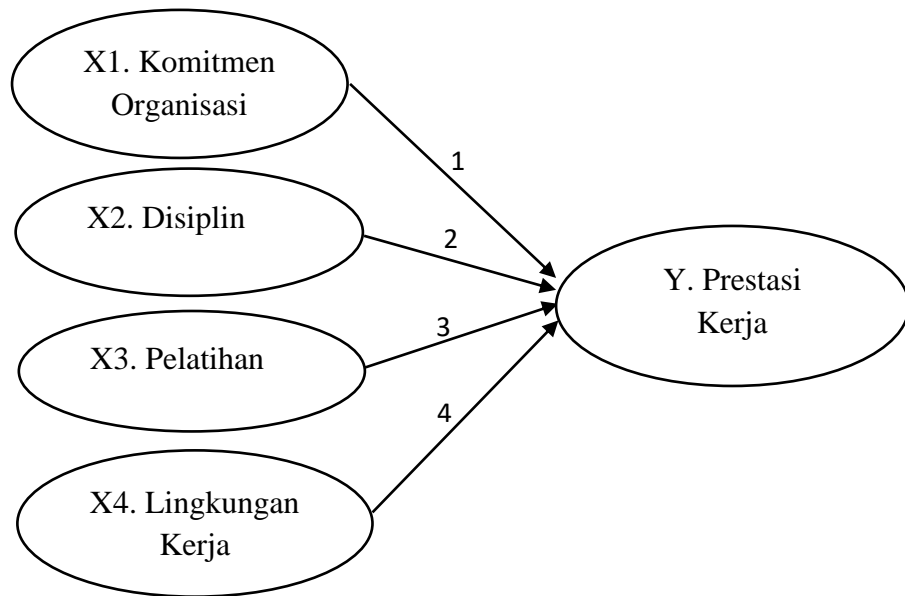 X1. Komitmen
Organisasi
1
X2. Disiplin
2
Y. Prestasi
Kerja
3
X3. Pelatihan
4
X4. Lingkungan
Kerja